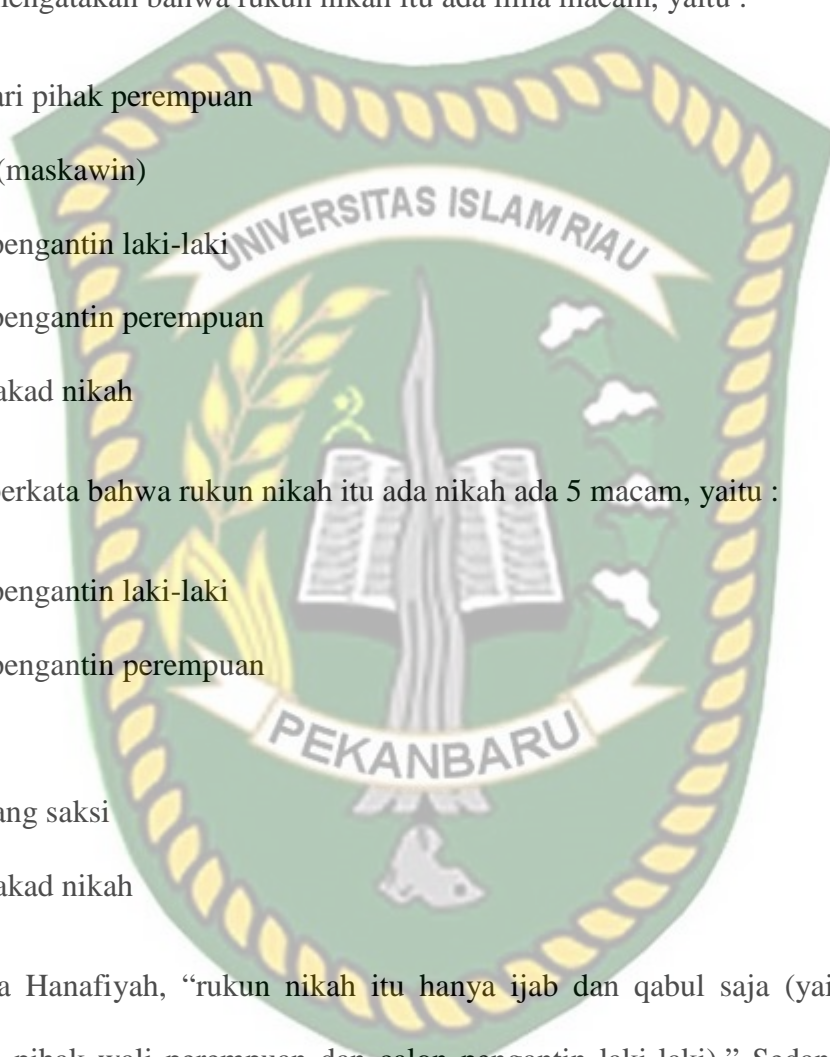 mengatakan bahwa rukun nikah itu ada lima macam, yaitu :
ari pihak perempuan
(maskawin)
pengantin laki-laki
UNIVERSITAS ISLAM RIAU
pengantin perempuan
akad nikah
berkata bahwa rukun nikah itu ada nikah ada 5 macam, yaitu :
pengantin laki-laki
pengantin perempuan
PEKANBARU
ang saksi
akad nikah
a Hanafiyah, “rukun nikah itu hanya ijab dan qabul saja (yai
pihak wali perempuan dan calon pengantin laki-laki).” Sedan